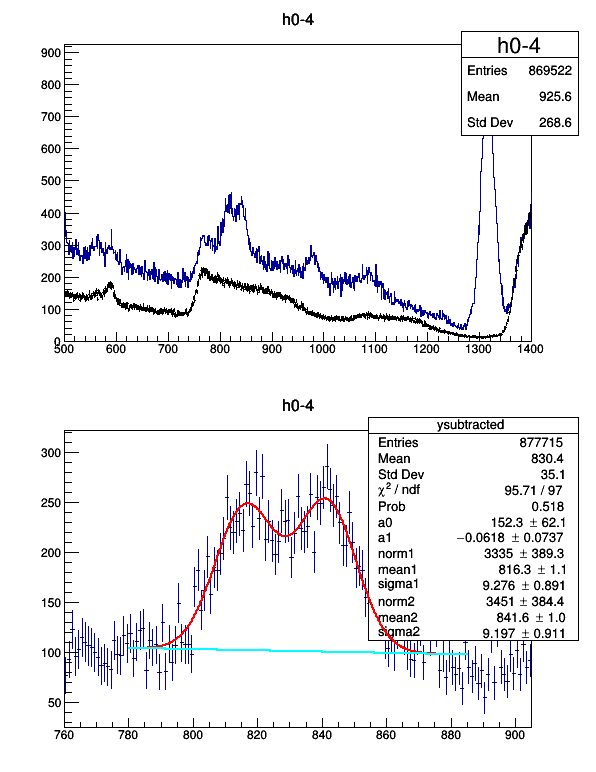 h0-4
h0-4
Entries 869522
Mean 925.6
Std Dev 268.6
900
800
700
600
500
400
300
200
100
0
500 600 700 800 900 1000 1100 1200 1300 1400
h0-4
ysubtracted
Entries 877715
Mean 830.4
Std Dev 35.1
χ² / ndf 95.71 / 97
Prob 0.518
a0 152.3 ± 62.1
a1 −0.0618 ± 0.0737
norm1 3335 ± 389.3
mean1 816.3 ± 1.1
sigma1 9.276 ± 0.891
norm2 3451 ± 384.4
mean2 841.6 ± 1.0
sigma2 9.197 ± 0.911
300
250
200
150
100
50
760 780 800 820 840 860 880 900